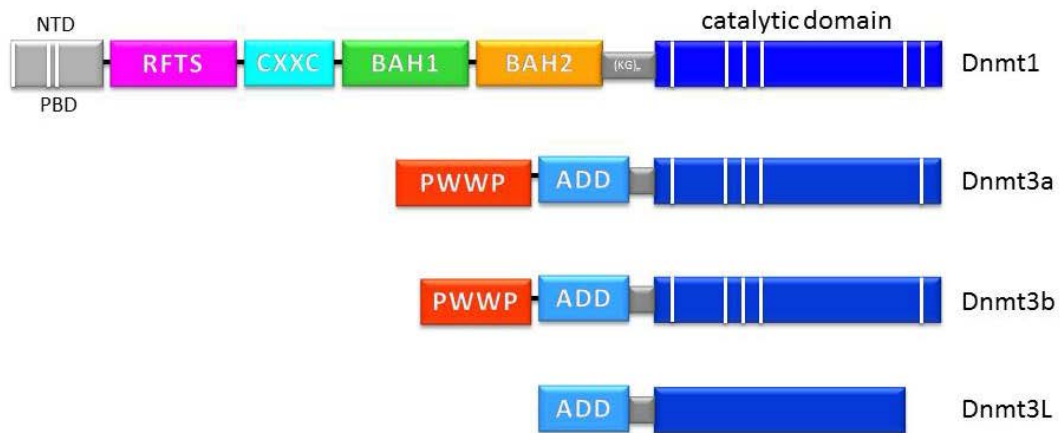 NTD
catalytic domain
RFTS CXXC BAH1 BAH2 (KG)n Dnmt1
PBD
PWWP ADD Dnmt3a
PWWP ADD Dnmt3b
ADD Dnmt3L